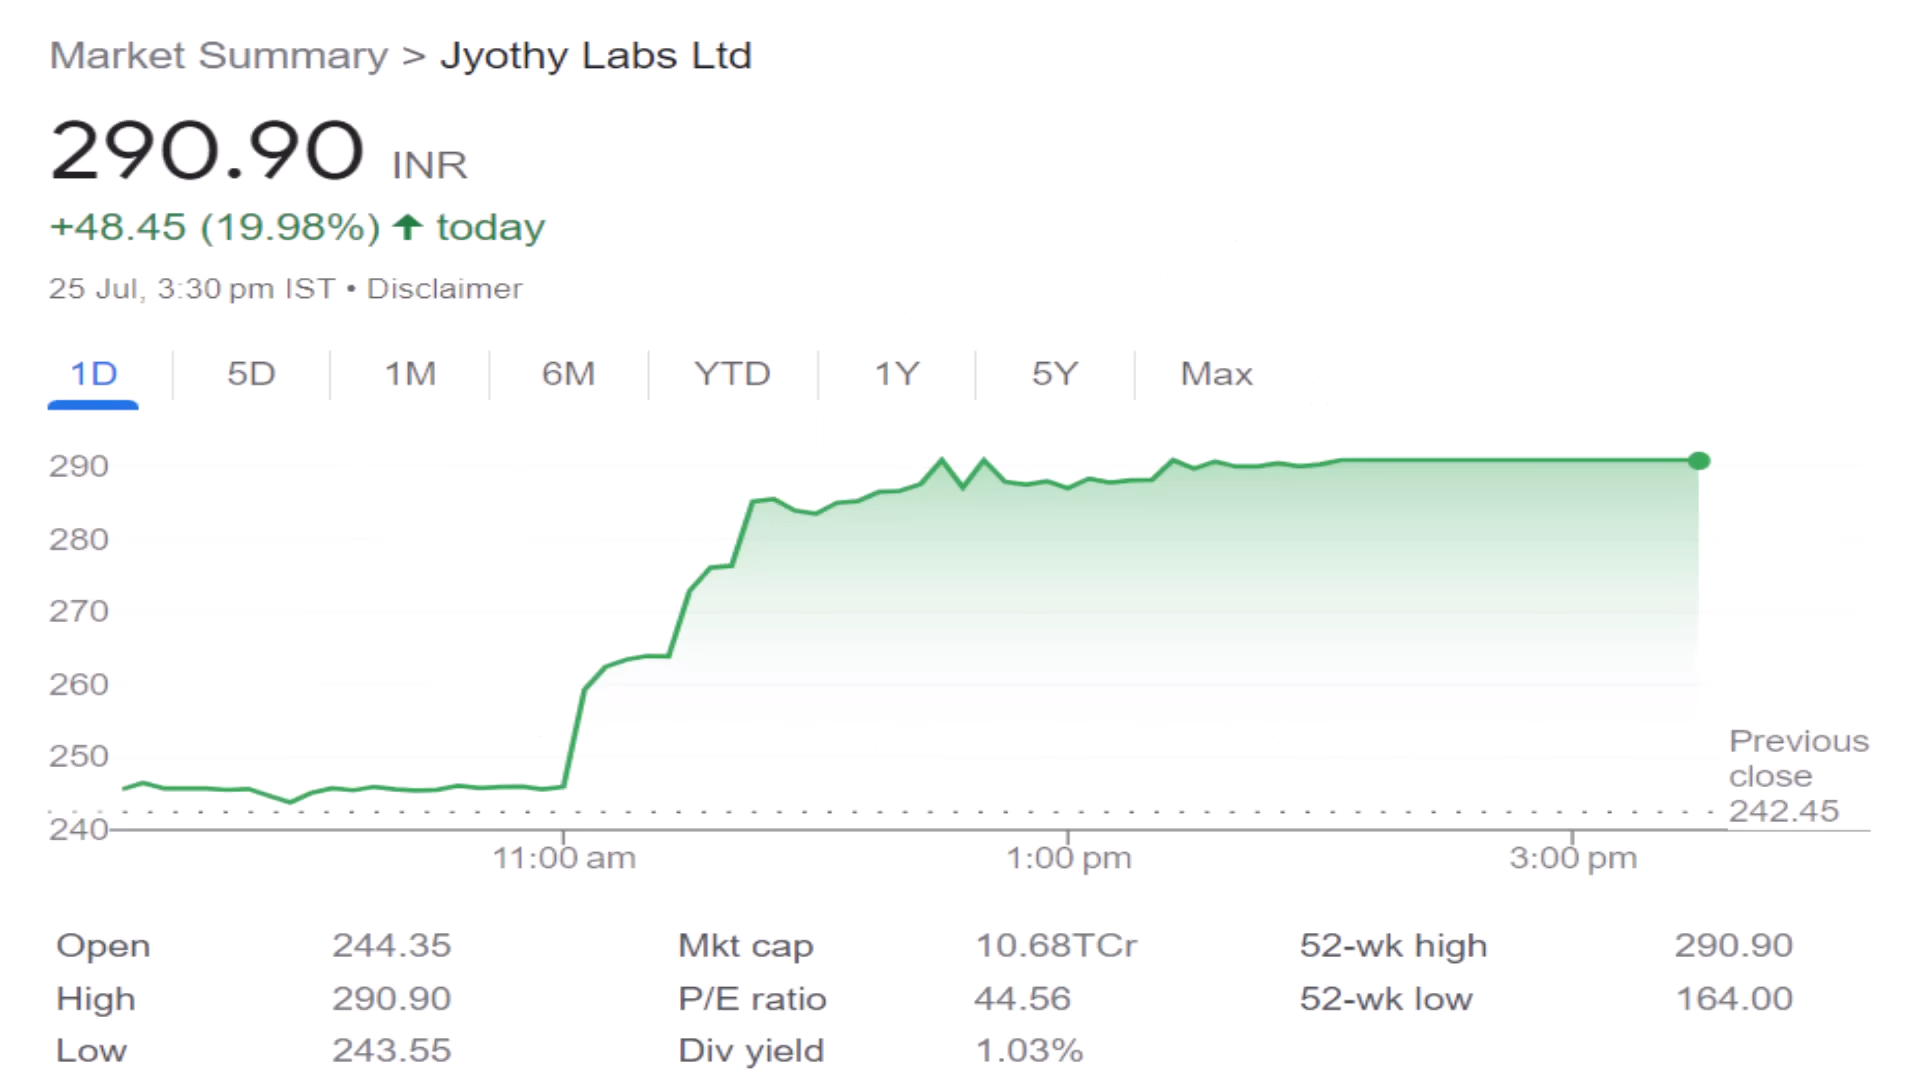 Market Summary > Jyothy Labs Ltd
290.90 INR
+48.45 (19.98%) ↑ today
25 Jul, 3:30 pm IST • Disclaimer
1D 5D 1M 6M YTD 1Y 5Y Max
290
280
270
260
250
240
Previous
close
242.45
11:00 am 1:00 pm 3:00 pm
Open 244.35 Mkt cap 10.68TCr 52-wk high 290.90
High 290.90 P/E ratio 44.56 52-wk low 164.00
Low 243.55 Div yield 1.03%